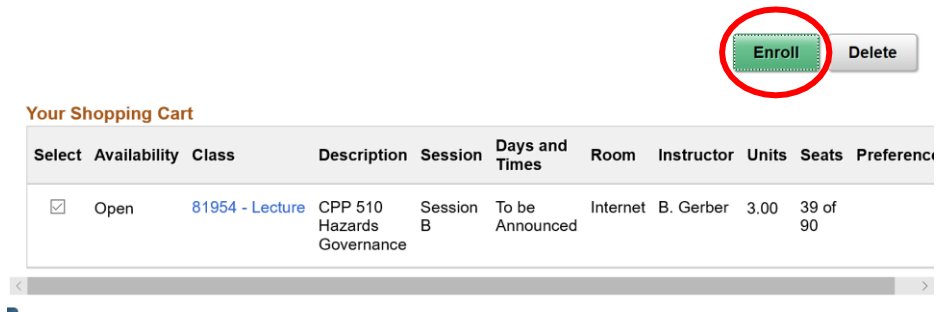 Enroll Delete
Your Shopping Cart
Select Availability Class Description Session Days and Times Room Instructor Units Seats Preference
Open 81954 - Lecture CPP 510 Session To be Internet B. Gerber 3.00 39 of
Hazards B Announced 90
Governance